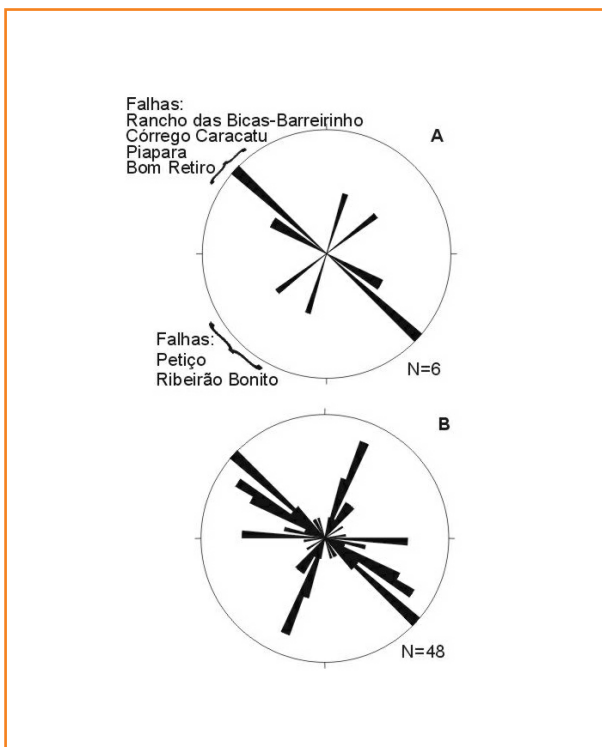 Falhas:
Rancho das Bicas-Barreirinho
Córrego Caracatu
Piapara
Bom Retiro
A
Falhas:
Petiço
Ribeirão Bonito
N=6
B
N=48